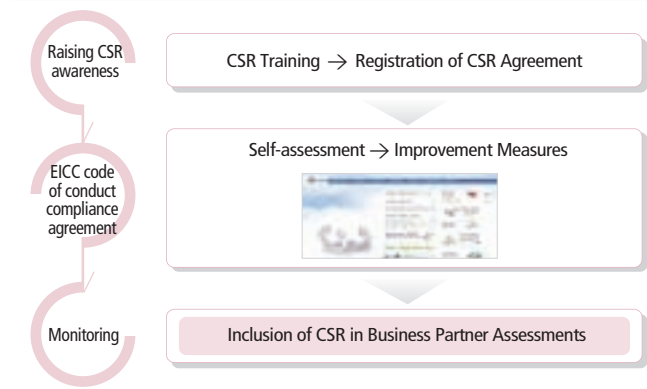 Raising CSR
awareness
CSR Training → Registration of CSR Agreement
EICC code
of conduct
compliance
agreement
Self-assessment → Improvement Measures
Monitoring
Inclusion of CSR in Business Partner Assessments